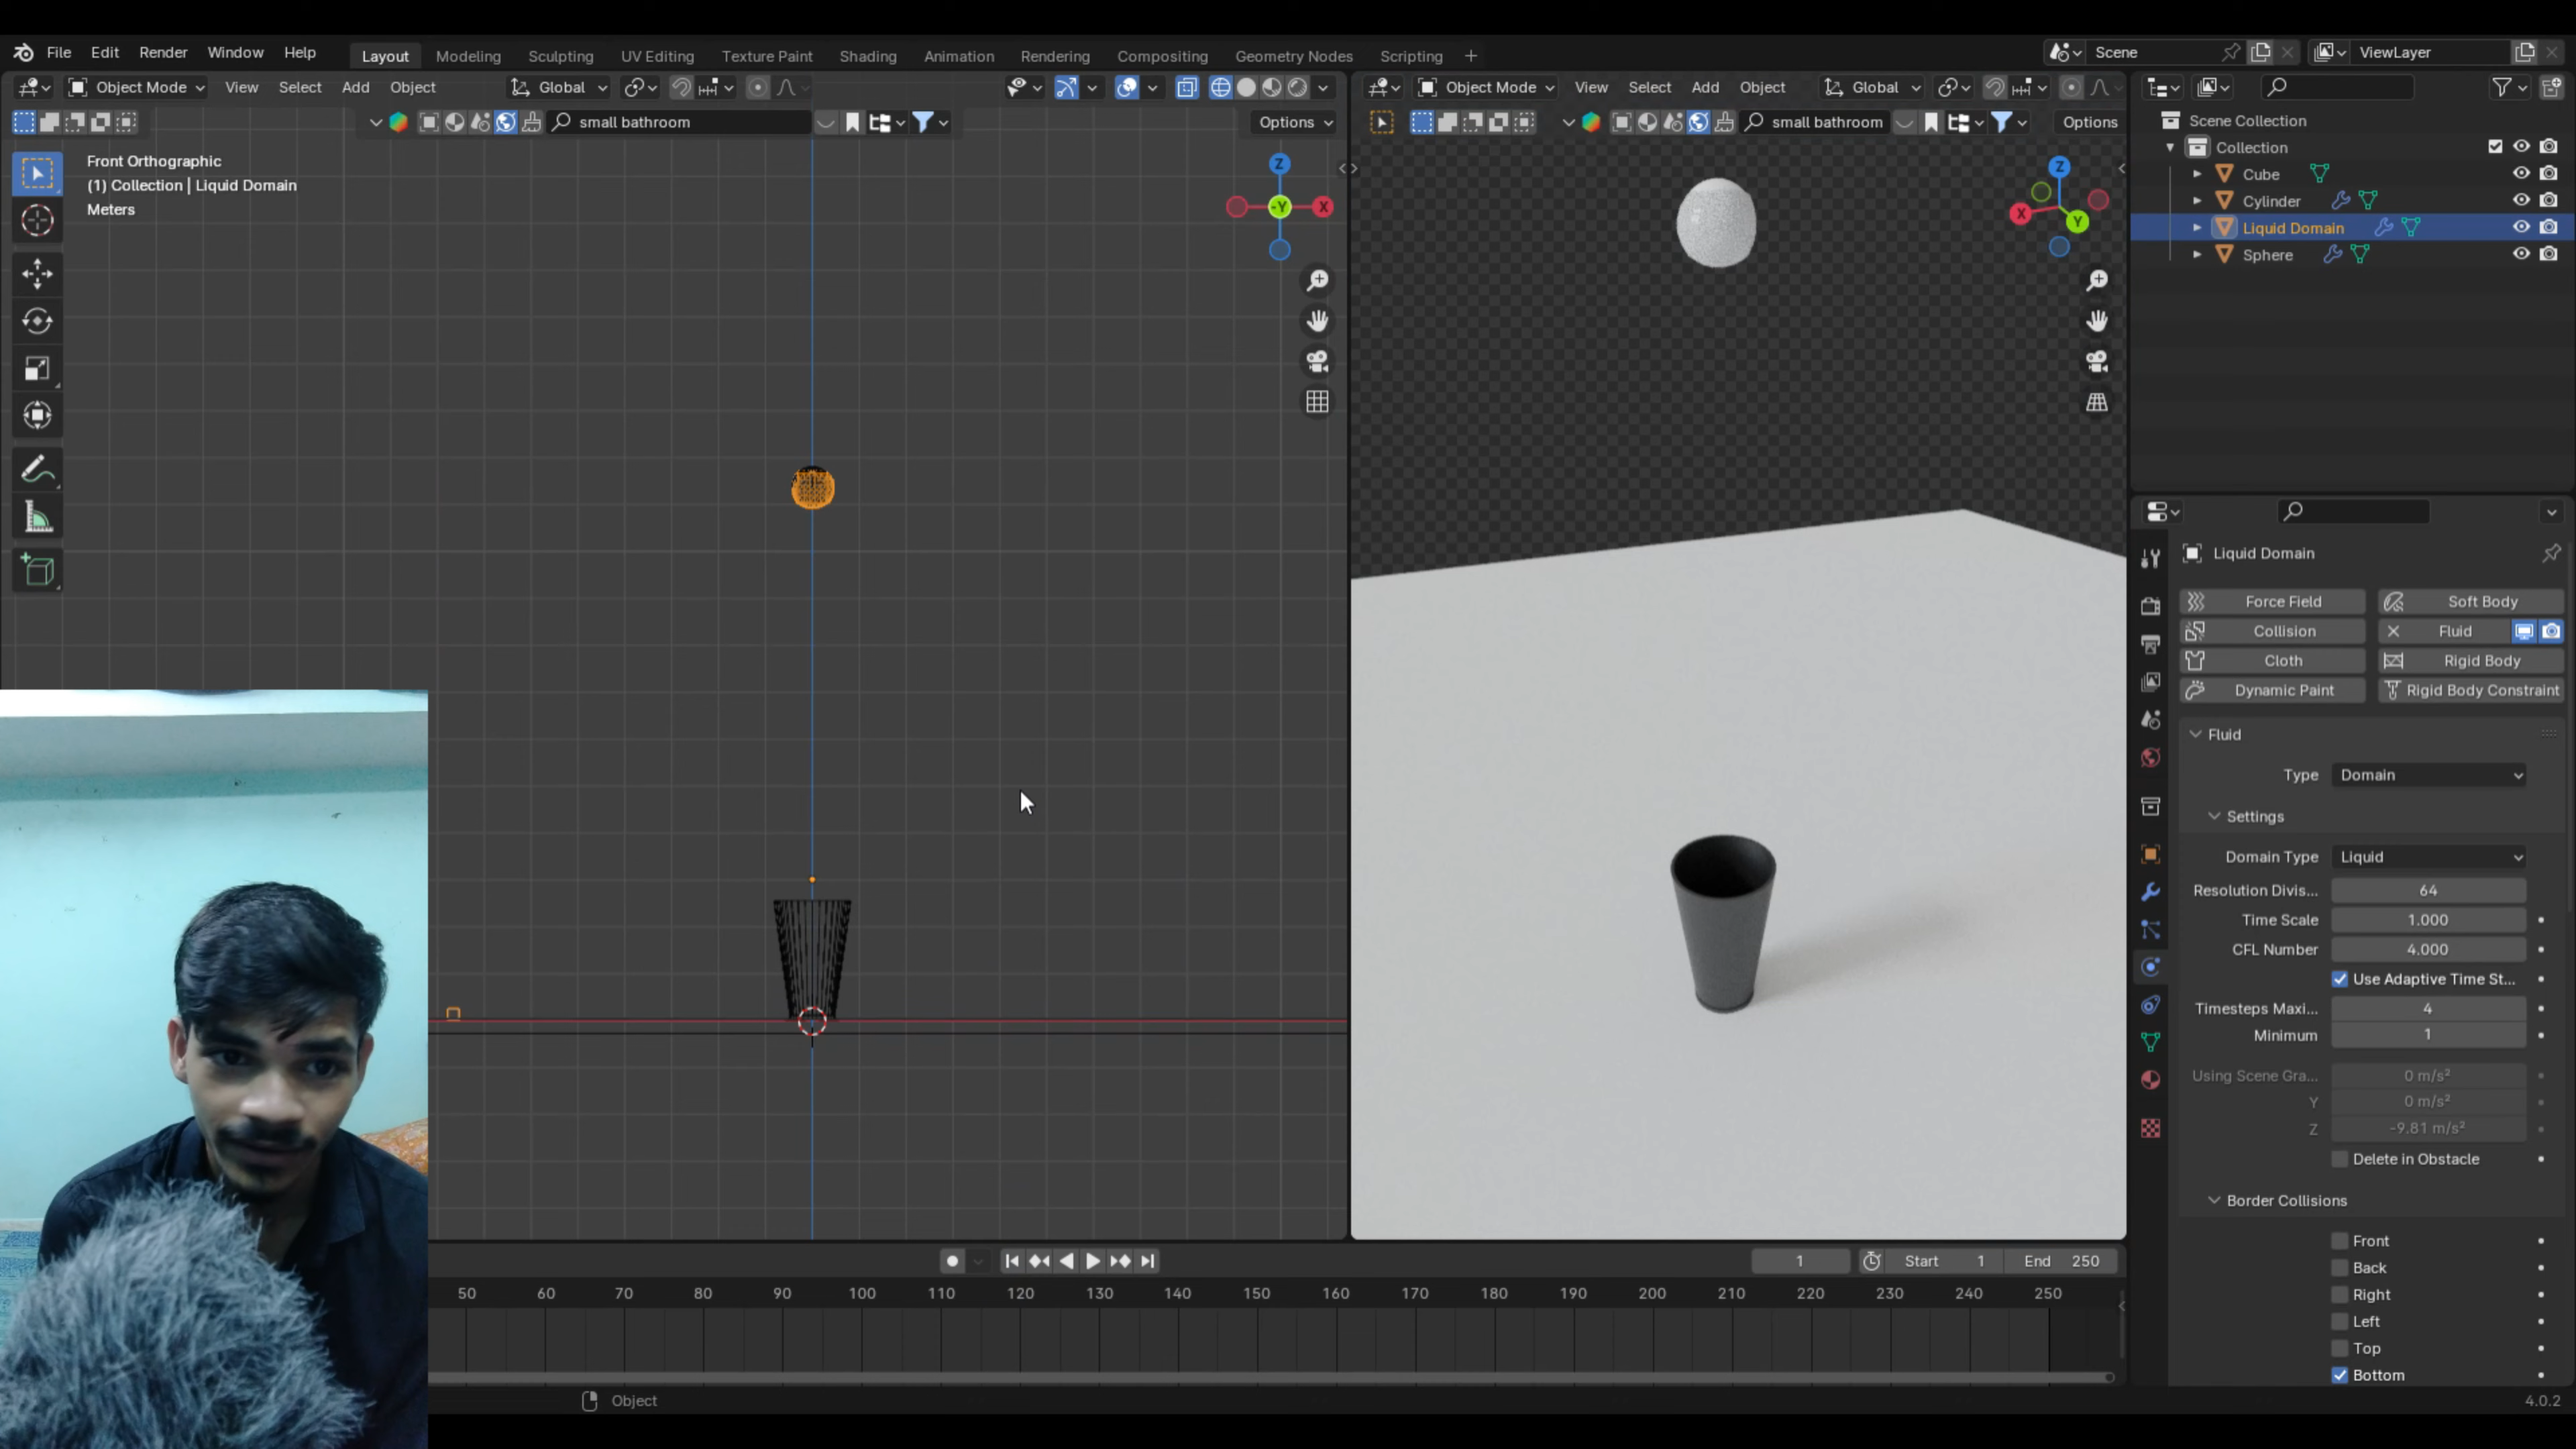 File Edit Render Window Help Layout Modeling Sculpting UV Editing Texture Paint Shading Animation Rendering Compositing Geometry Nodes Scripting + Scene ViewLayer
Object Mode View Select Add Object Global
small bathroom Options
Front Orthographic
(1) Collection | Liquid Domain
Meters
Z
-Y
X
Object Mode View Select Add Object Global
small bathroom Options
Z
X
Y
Scene Collection
Collection
Cube
Cylinder
Liquid Domain
Sphere
Liquid Domain
Force Field Soft Body
Collision Fluid
Cloth Rigid Body
Dynamic Paint Rigid Body Constraint
Fluid
Type Domain
Settings
Domain Type Liquid
Resolution Divis... 64
Time Scale 1.000
CFL Number 4.000
Use Adaptive Time St...
Timesteps Maxi... 4
Minimum 1
Using Scene Gra... 0 m/s²
Y 0 m/s²
Z -9.81 m/s²
Delete in Obstacle
Border Collisions
Front
Back
Right
Left
Top
Bottom
1 Start 1 End 250
50 60 70 80 90 100 110 120 130 140 150 160 170 180 190 200 210 220 230 240 250
Object
4.0.2